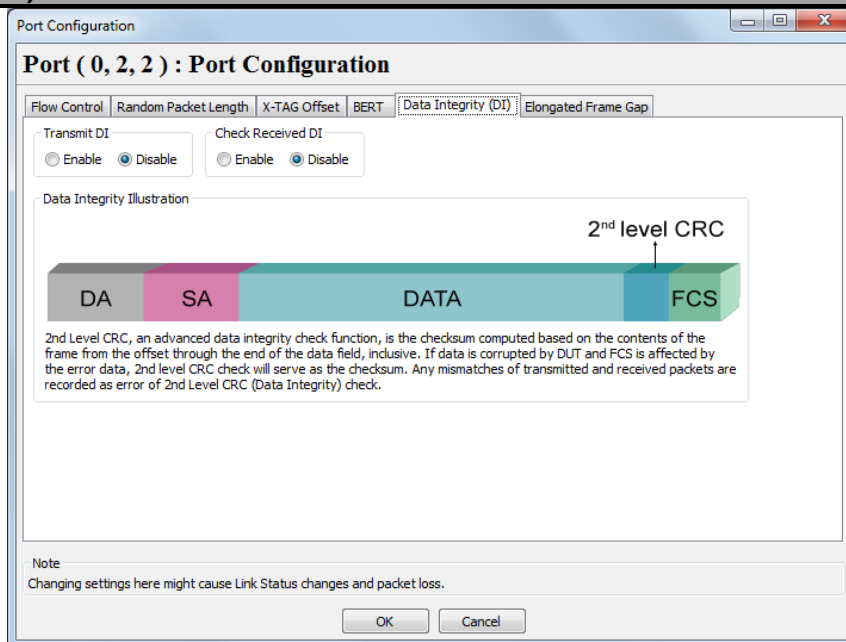 Port Configuration
Port ( 0, 2, 2 ) : Port Configuration
Flow Control Random Packet Length X-TAG Offset BERT Data Integrity (DI) Elongated Frame Gap
Transmit DI Check Received DI
Enable Disable Enable Disable
Data Integrity Illustration
2nd level CRC
DA SA DATA FCS
2nd Level CRC, an advanced data integrity check function, is the checksum computed based on the contents of the
frame from the offset through the end of the data field, inclusive. If data is corrupted by DUT and FCS is affected by
the error data, 2nd level CRC check will serve as the checksum. Any mismatches of transmitted and received packets are
recorded as error of 2nd Level CRC (Data Integrity) check.
Note
Changing settings here might cause Link Status changes and packet loss.
OK Cancel